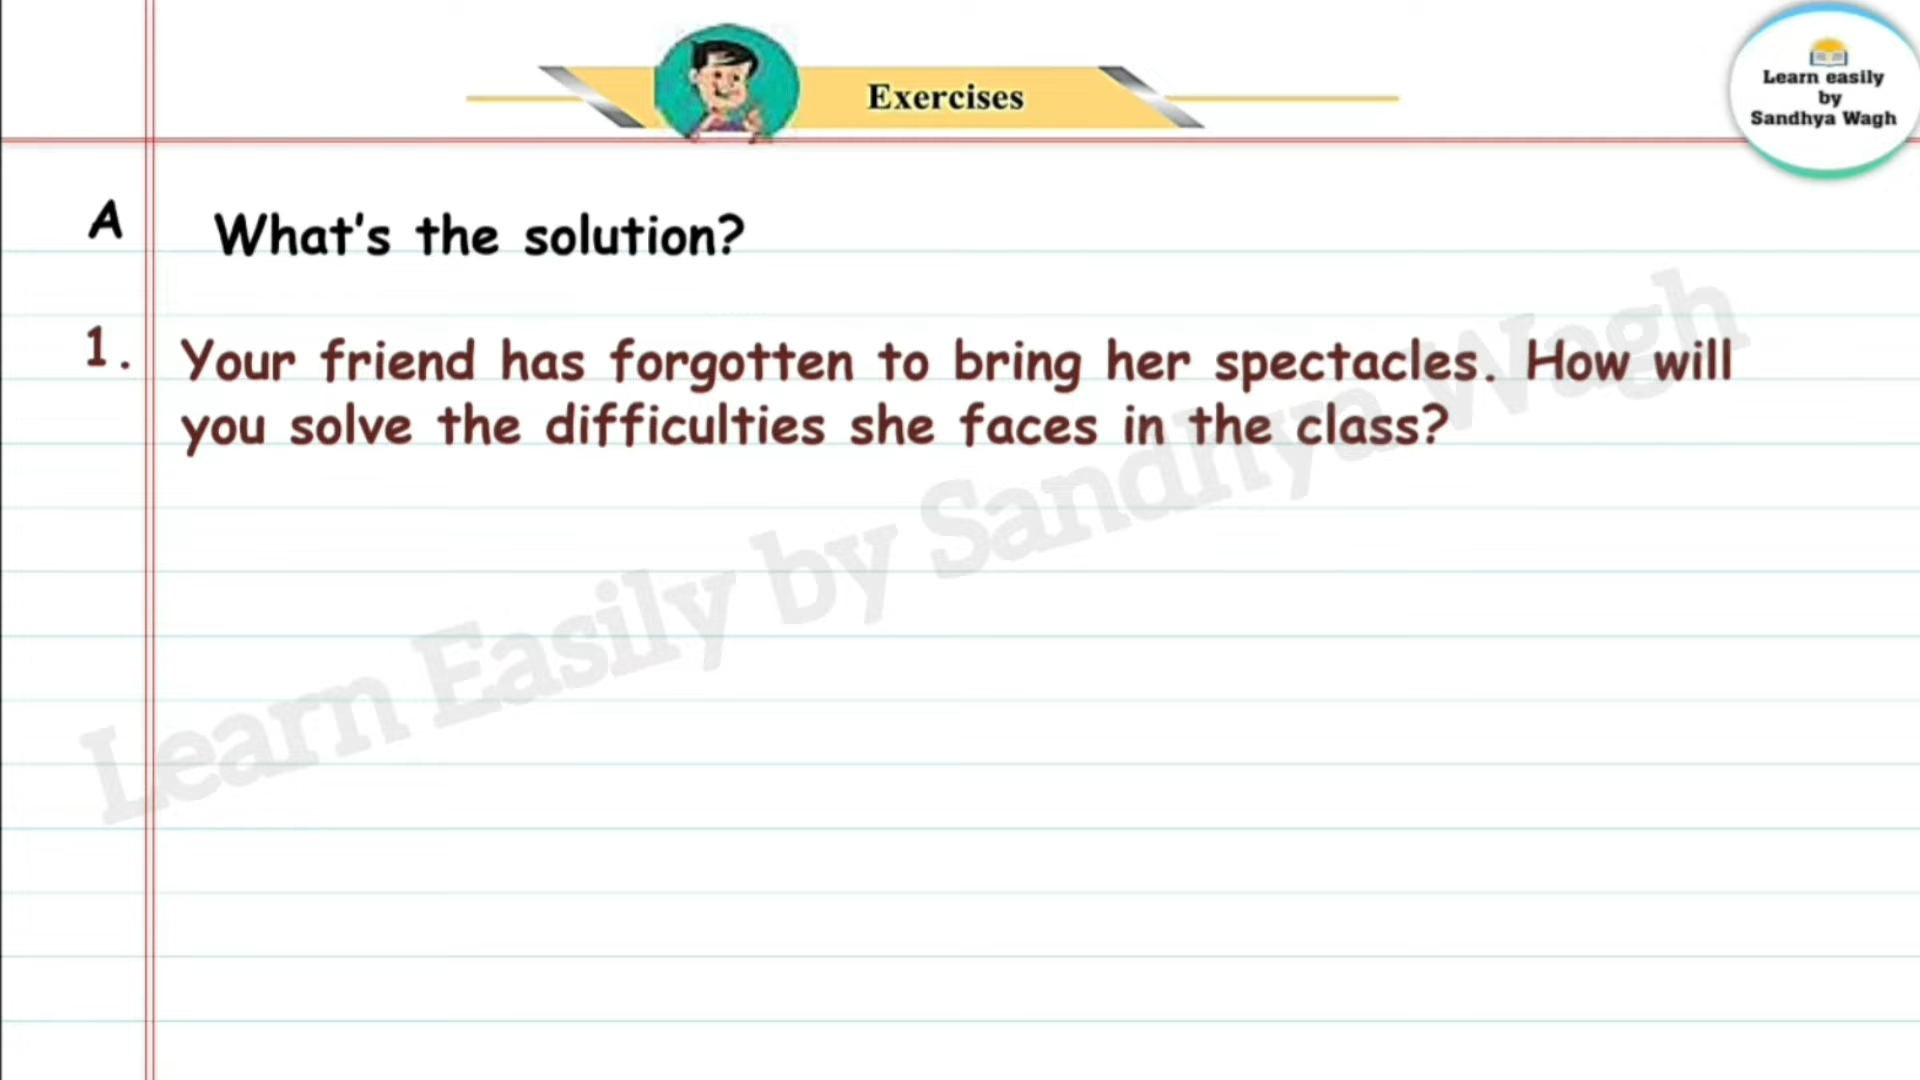 Exercises
Learn easily
by
Sandhya Wagh
A What's the solution?
1. Your friend has forgotten to bring her spectacles. How will
you solve the difficulties she faces in the class?
Learn Easily by Sandhya Wagh